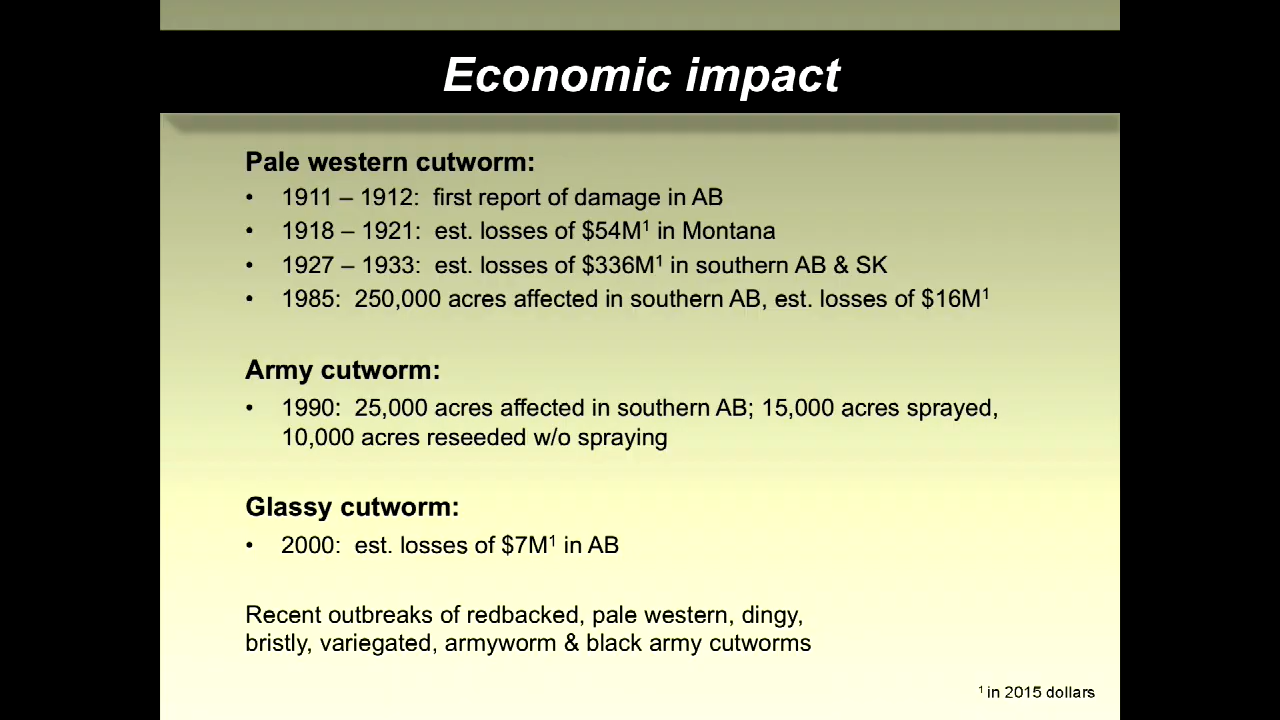 Economic impact
Pale western cutworm:
• 1911 – 1912: first report of damage in AB
• 1918 – 1921: est. losses of $54M¹ in Montana
• 1927 – 1933: est. losses of $336M¹ in southern AB & SK
• 1985: 250,000 acres affected in southern AB, est. losses of $16M¹
Army cutworm:
• 1990: 25,000 acres affected in southern AB; 15,000 acres sprayed,
10,000 acres reseeded w/o spraying
Glassy cutworm:
• 2000: est. losses of $7M¹ in AB
Recent outbreaks of redbacked, pale western, dingy,
bristly, variegated, armyworm & black army cutworms
¹ in 2015 dollars